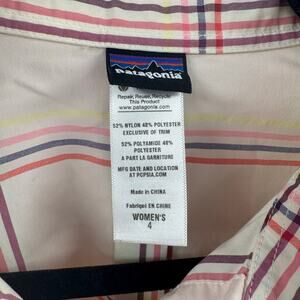 patagonia
Repair, Reuse, Recycle
This Product
www.patagonia.com
52% NYLON 48% POLYESTER
EXCLUSIVE OF TRIM
52% POLYAMIDE 48%
POLYESTER
A PART LA GARNITURE
MFG DATE AND LOCATION
AT PCPSIA.COM
Made in CHINA
Fabriqué EN CHINE
WOMEN'S
4